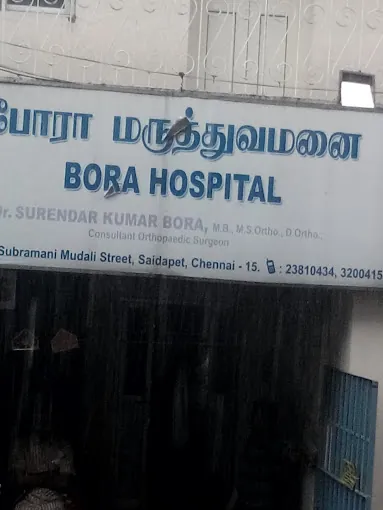 போரா மருத்துவமனை
BORA HOSPITAL
Dr. SURENDAR KUMAR BORA, M.B., M.S.Ortho., D.Ortho.,
Consultant Orthopaedic Surgeon
Subramani Mudali Street, Saidapet, Chennai - 15. : 23810434, 3200415